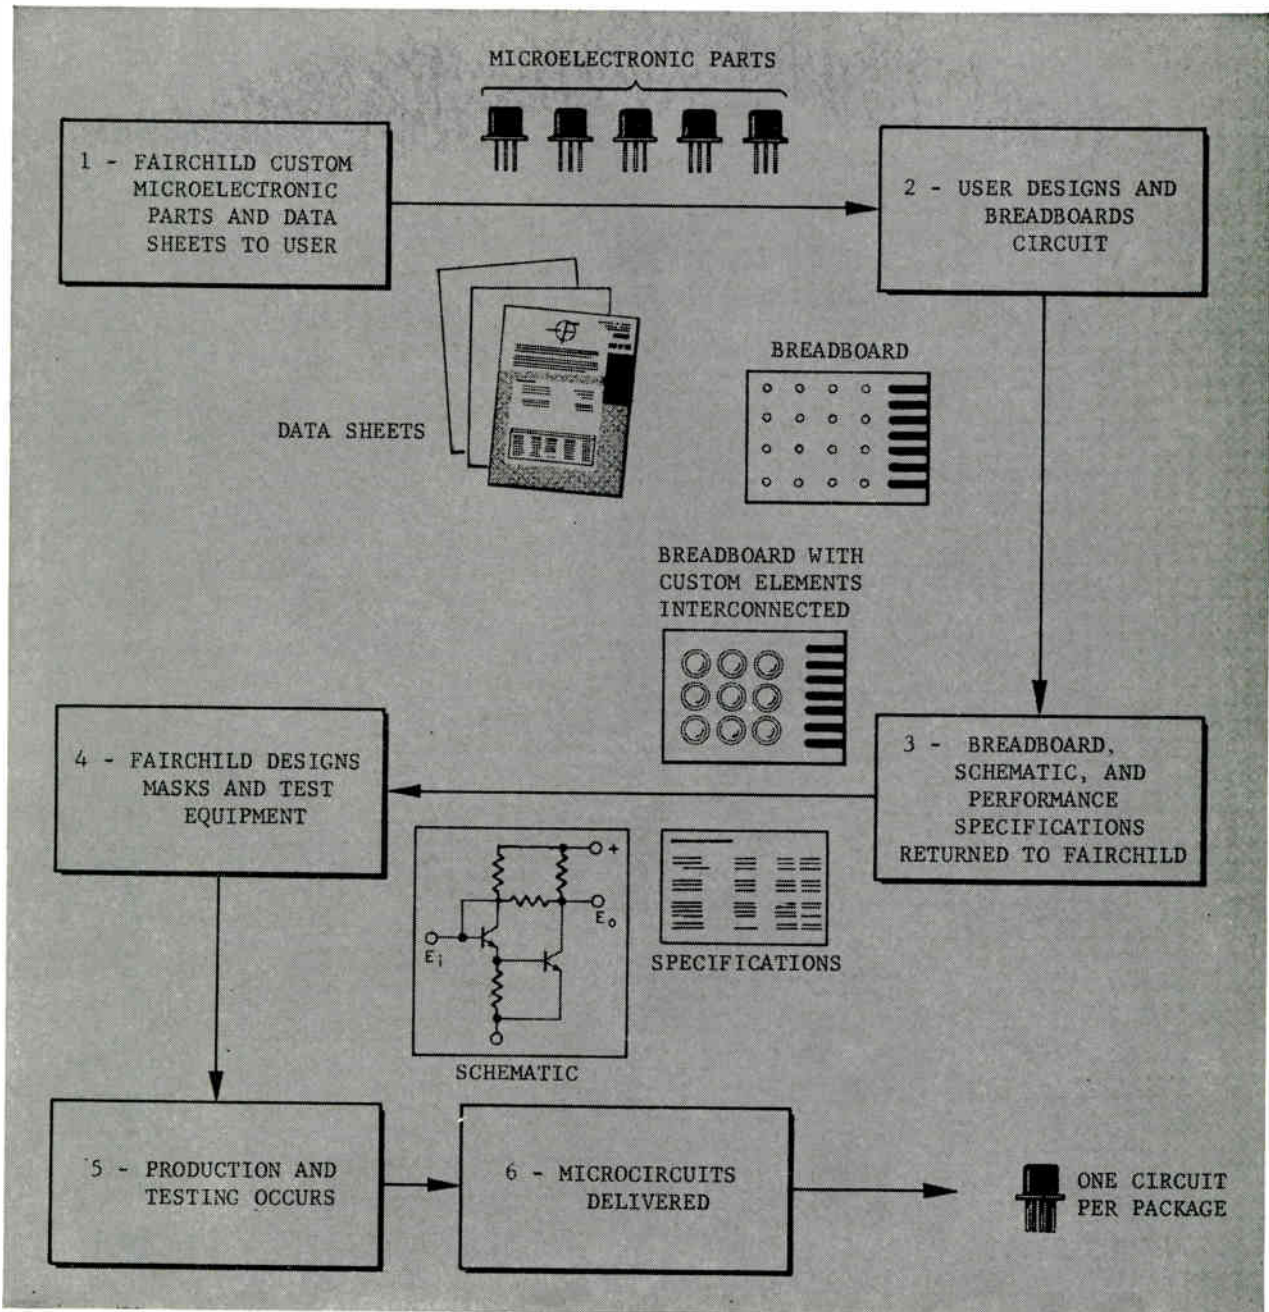 MICROELECTRONIC PARTS
1 - FAIRCHILD CUSTOM
MICROELECTRONIC
PARTS AND DATA
SHEETS TO USER
2 - USER DESIGNS AND
BREADBOARDS
CIRCUIT
BREADBOARD
DATA SHEETS
BREADBOARD WITH
CUSTOM ELEMENTS
INTERCONNECTED
4 - FAIRCHILD DESIGNS
MASKS AND TEST
EQUIPMENT
3 - BREADBOARD,
SCHEMATIC, AND
PERFORMANCE
SPECIFICATIONS
RETURNED TO FAIRCHILD
+
Eo
Ei
SPECIFICATIONS
SCHEMATIC
5 - PRODUCTION AND
TESTING OCCURS
6 - MICROCIRCUITS
DELIVERED
ONE CIRCUIT
PER PACKAGE